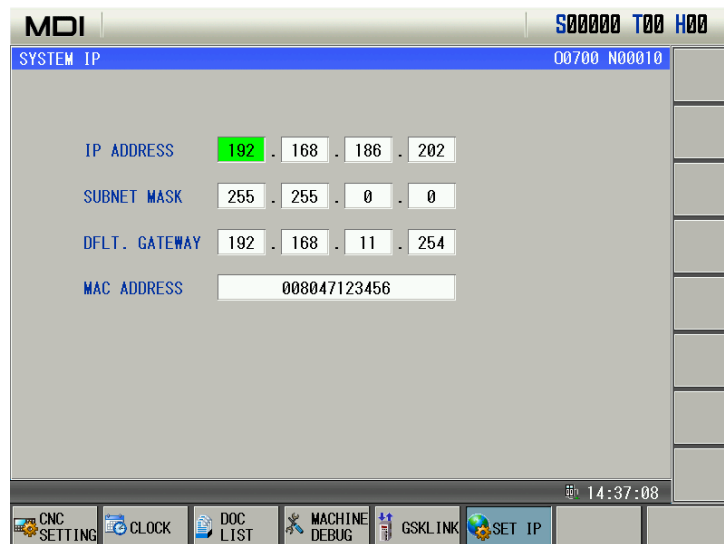 MDI S00000 T00 H00
SYSTEM IP O0700 N00010
IP ADDRESS 192 . 168 . 186 . 202
SUBNET MASK 255 . 255 . 0 . 0
DFLT. GATEWAY 192 . 168 . 11 . 254
MAC ADDRESS 008047123456
14:37:08
CNC SETTING CLOCK DOC LIST MACHINE DEBUG GSKLINK SET IP